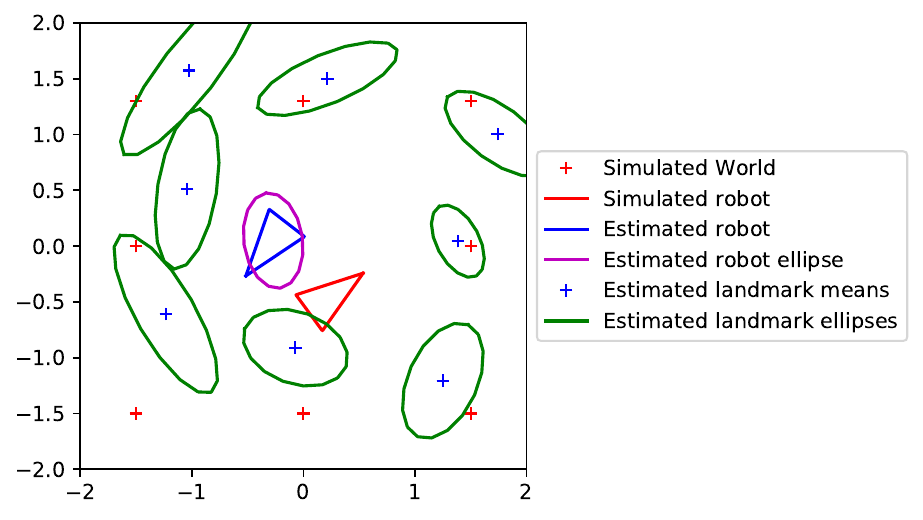 2.0
1.5
1.0
0.5
0.0
−0.5
−1.0
−1.5
−2.0
−2
−1
0
1
2
Simulated World
Simulated robot
Estimated robot
Estimated robot ellipse
Estimated landmark means
Estimated landmark ellipses